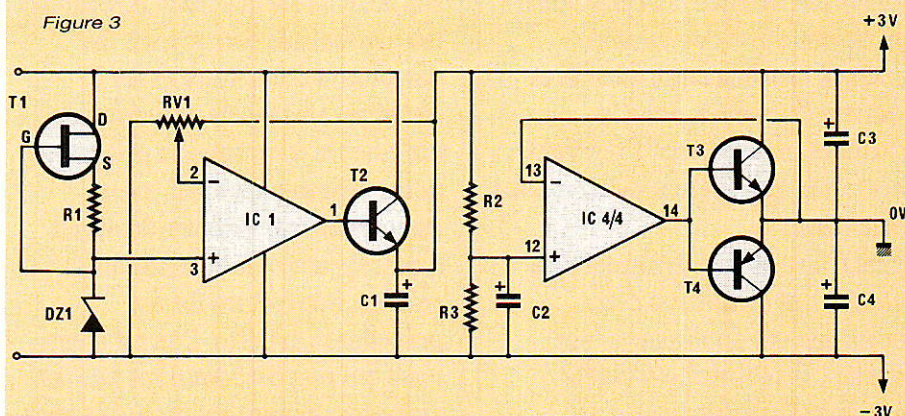 Figure 3
+3V
T1
D
G
S
RV1
R1
2
−
IC 1
1
T2
+
3
+
C1
DZ1
R2
R3
13
−
IC 4/4
14
12
+
+
C2
T3
T4
+
C3
0V
+
C4
−3V